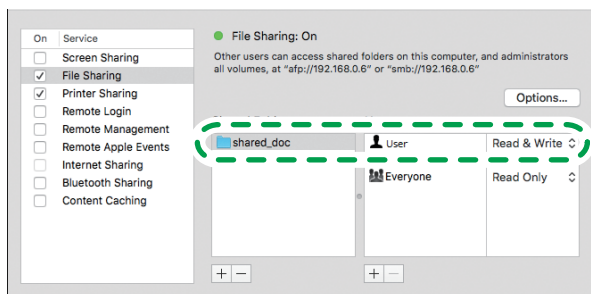 On Service
Screen Sharing
File Sharing
Printer Sharing
Remote Login
Remote Management
Remote Apple Events
Internet Sharing
Bluetooth Sharing
Content Caching
File Sharing: On
Other users can access shared folders on this computer, and administrators
all volumes, at “afp://192.168.0.6” or “smb://192.168.0.6”
Options...
shared_doc User Read & Write
Everyone Read Only
+ − + −